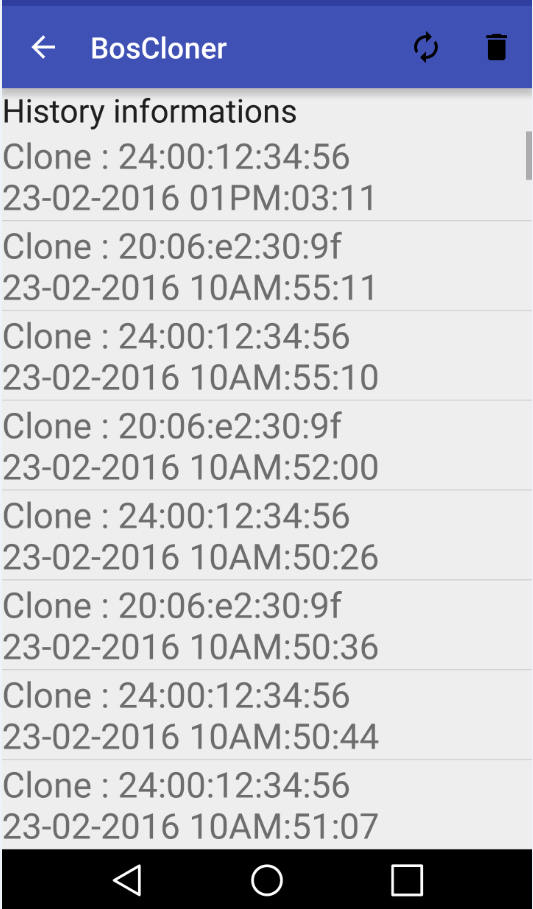 BosCloner
History informations
Clone : 24:00:12:34:56
23-02-2016 01PM:03:11
Clone : 20:06:e2:30:9f
23-02-2016 10AM:55:11
Clone : 24:00:12:34:56
23-02-2016 10AM:55:10
Clone : 20:06:e2:30:9f
23-02-2016 10AM:52:00
Clone : 24:00:12:34:56
23-02-2016 10AM:50:26
Clone : 20:06:e2:30:9f
23-02-2016 10AM:50:36
Clone : 24:00:12:34:56
23-02-2016 10AM:50:44
Clone : 24:00:12:34:56
23-02-2016 10AM:51:07